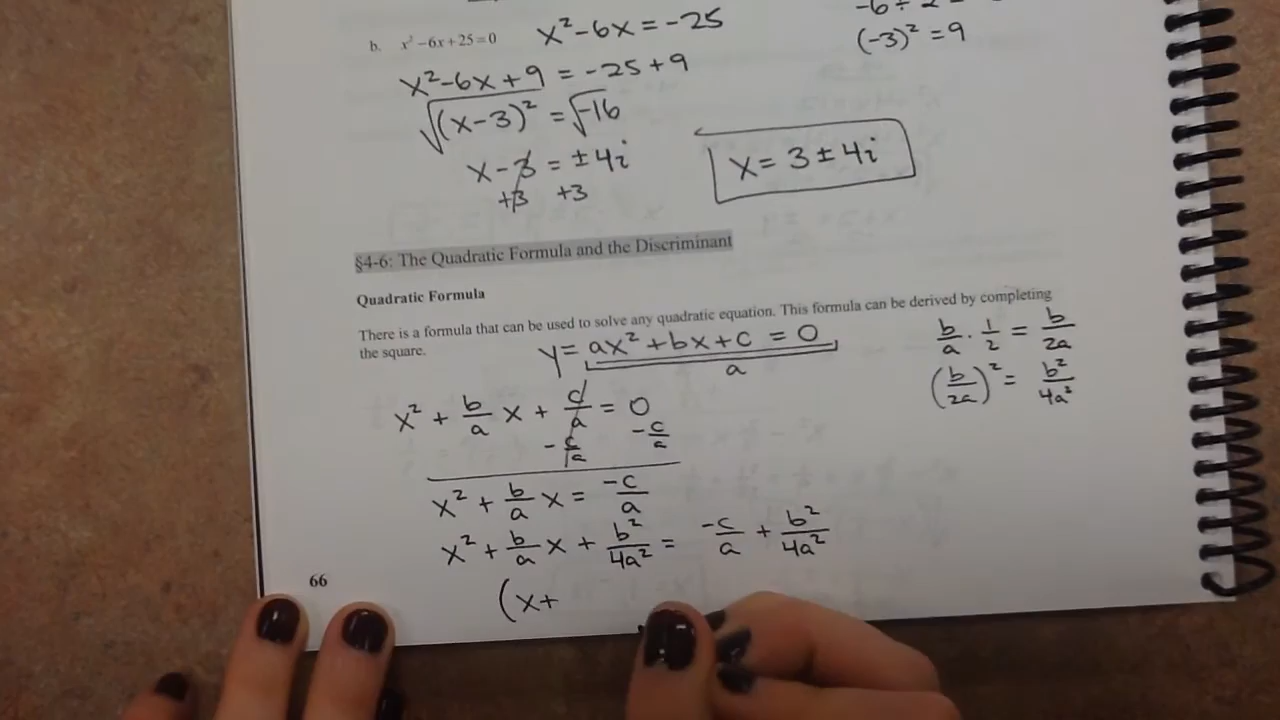 x² - 6x = -25
-6 ÷ 2
b. x² - 6x + 25 = 0
(-3)² = 9
x² - 6x + 9 = -25 + 9
√(x - 3)² = √-16
x - 3 = ± 4i
+3 +3
x = 3 ± 4i
§4-6: The Quadratic Formula and the Discriminant
Quadratic Formula
There is a formula that can be used to solve any quadratic equation. This formula can be derived by completing
the square.
y = ax² + bx + c = 0
a
b/a · 1/2 = b/2a
(b/2a)² = b²/4a²
x² + b/a x + c/a = 0
- c/a - c/a
x² + b/a x = -c/a
x² + b/a x + b²/4a² = -c/a + b²/4a²
(x +
66